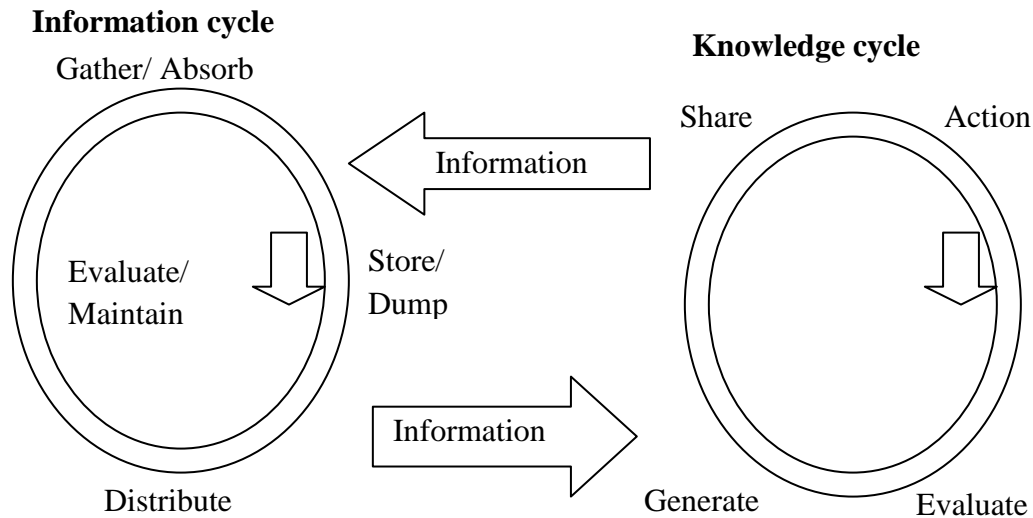 Information cycle
Gather/ Absorb
Evaluate/
Maintain
Store/
Dump
Distribute
Information
Information
Knowledge cycle
Share
Action
Generate
Evaluate